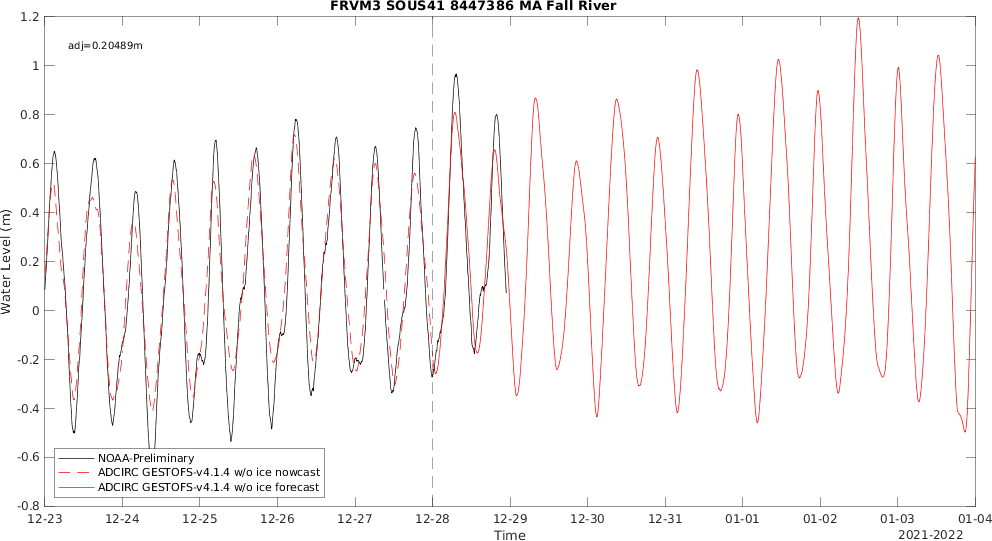 FRVM3 SOUS41 8447386 MA Fall River
adj=0.20489m
Water Level (m)
1.2
1
0.8
0.6
0.4
0.2
0
-0.2
-0.4
-0.6
-0.8
NOAA-Preliminary
ADCIRC GESTOFS-v4.1.4 w/o ice nowcast
ADCIRC GESTOFS-v4.1.4 w/o ice forecast
12-23 12-24 12-25 12-26 12-27 12-28 12-29 12-30 12-31 01-01 01-02 01-03 01-04
Time
2021-2022